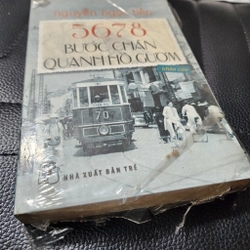 NGUYỄN NGỌC TIẾN
5678
BƯỚC CHÂN
QUANH HỒ GƯƠM
70
NHÀ XUẤT BẢN TRẺ